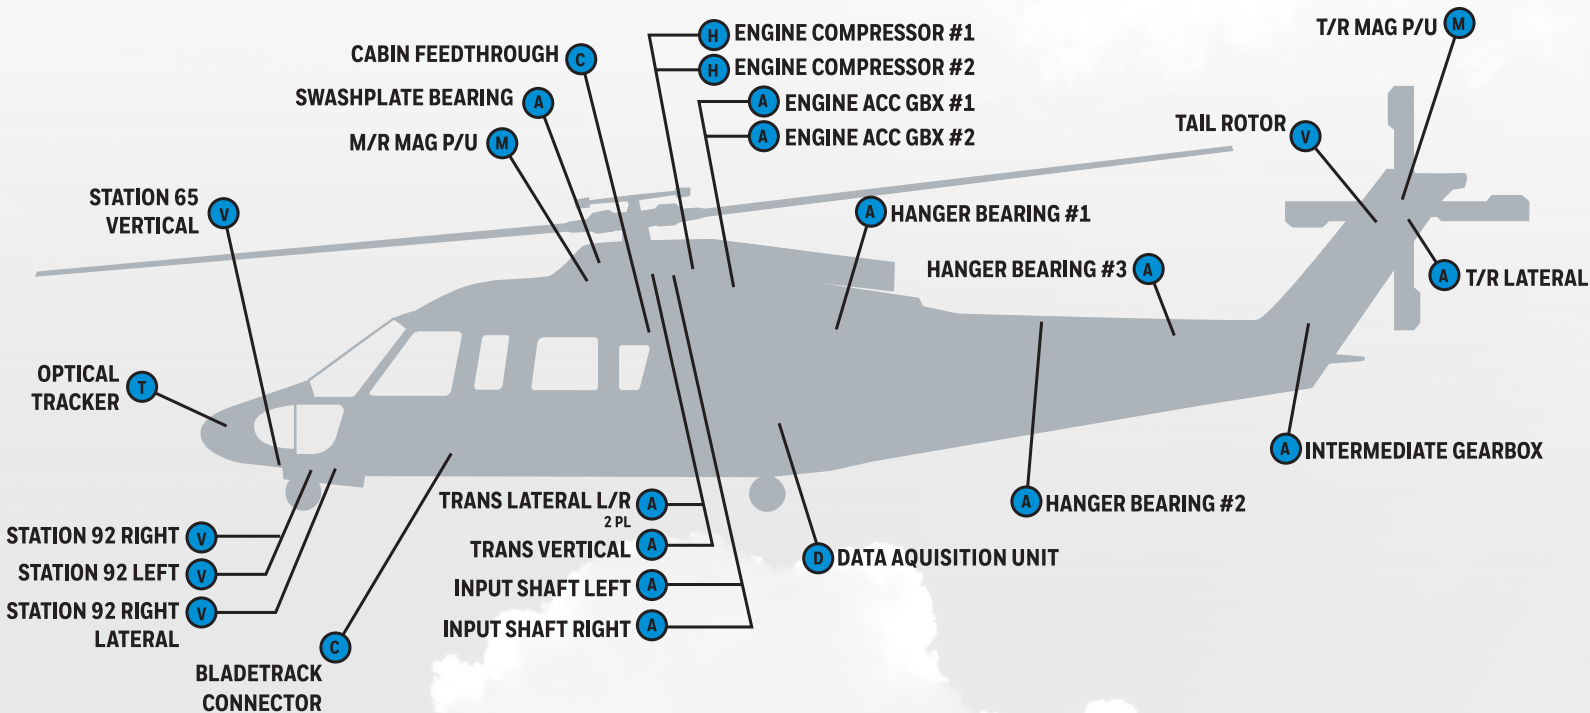 ENGINE COMPRESSOR #1
H
ENGINE COMPRESSOR #2
H
CABIN FEEDTHROUGH
C
SWASHPLATE BEARING
A
M/R MAG P/U
M
ENGINE ACC GBX #1
A
ENGINE ACC GBX #2
A
T/R MAG P/U
M
TAIL ROTOR
V
STATION 65
VERTICAL
V
A
HANGER BEARING #1
HANGER BEARING #3
A
A
T/R LATERAL
OPTICAL
TRACKER
T
A
INTERMEDIATE GEARBOX
TRANS LATERAL L/R
2 PL
A
A
HANGER BEARING #2
STATION 92 RIGHT
V
TRANS VERTICAL
A
D
DATA AQUISITION UNIT
STATION 92 LEFT
V
INPUT SHAFT LEFT
A
STATION 92 RIGHT
LATERAL
V
INPUT SHAFT RIGHT
A
C
BLADETRACK
CONNECTOR